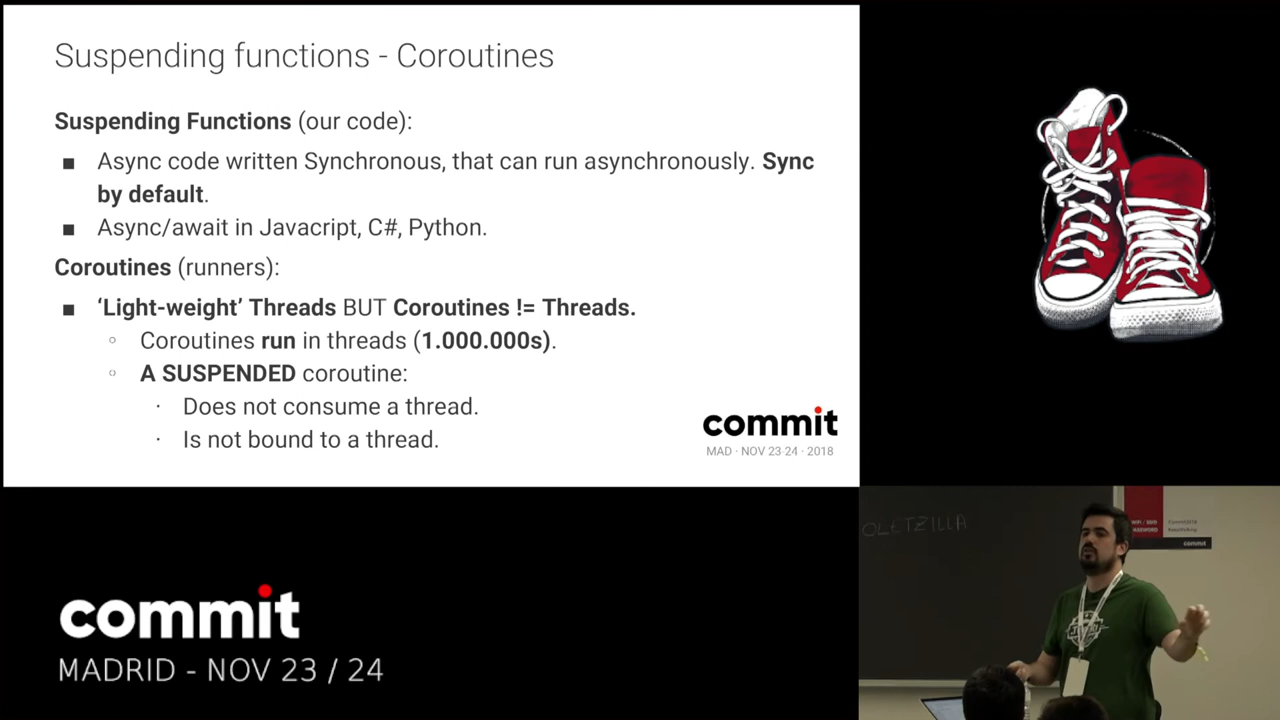 Suspending functions - Coroutines
Suspending Functions (our code):
■ Async code written Synchronous, that can run asynchronously. Sync
by default.
■ Async/await in Javacript, C#, Python.
Coroutines (runners):
■ ‘Light-weight’ Threads BUT Coroutines != Threads.
○ Coroutines run in threads (1.000.000s).
○ A SUSPENDED coroutine:
· Does not consume a thread.
· Is not bound to a thread.
commit
MAD · NOV 23-24 · 2018
commit
MADRID - NOV 23 / 24
OLETZILLA
commit